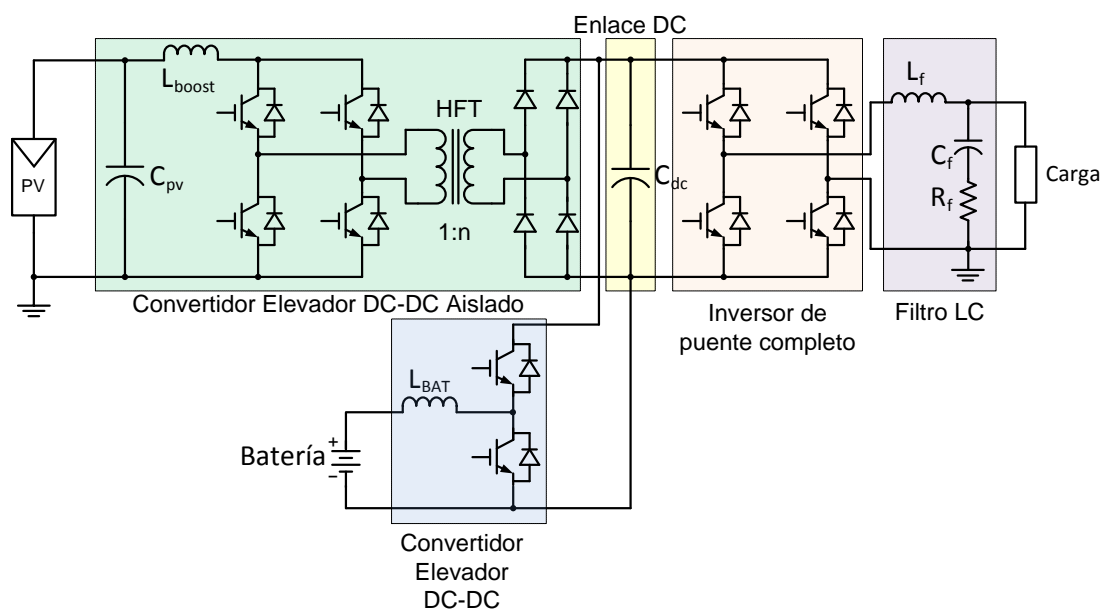 Enlace DC
L_boost
L_f
HFT
PV
C_pv
C_dc
C_f
Carga
R_f
1:n
Convertidor Elevador DC-DC Aislado
Inversor de
puente completo
Filtro LC
L_BAT
+
Batería
−
Convertidor
Elevador
DC-DC